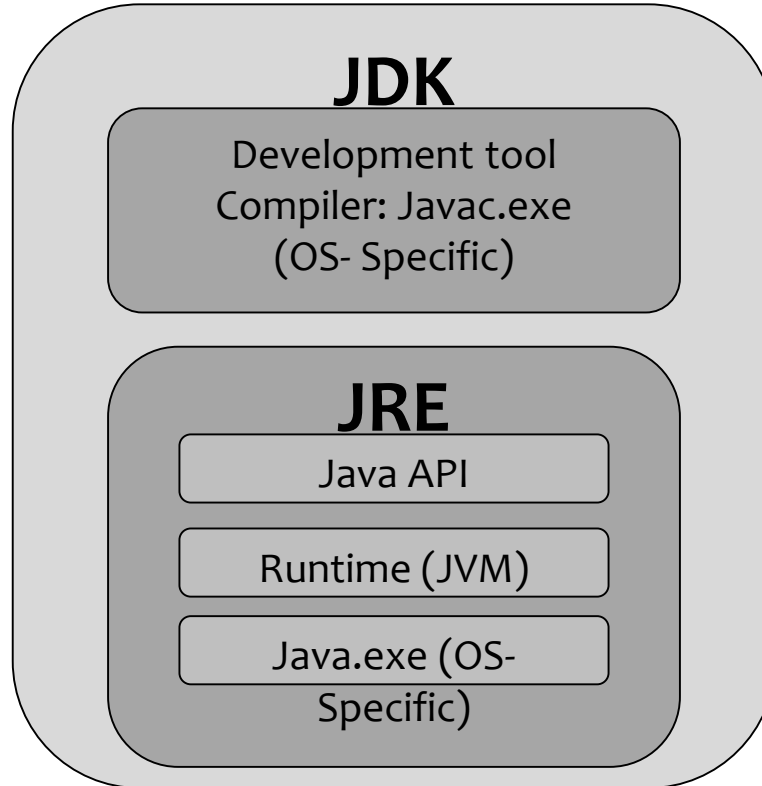 JDK
Development tool
Compiler: Javac.exe
(OS- Specific)
JRE
Java API
Runtime (JVM)
Java.exe (OS-
Specific)